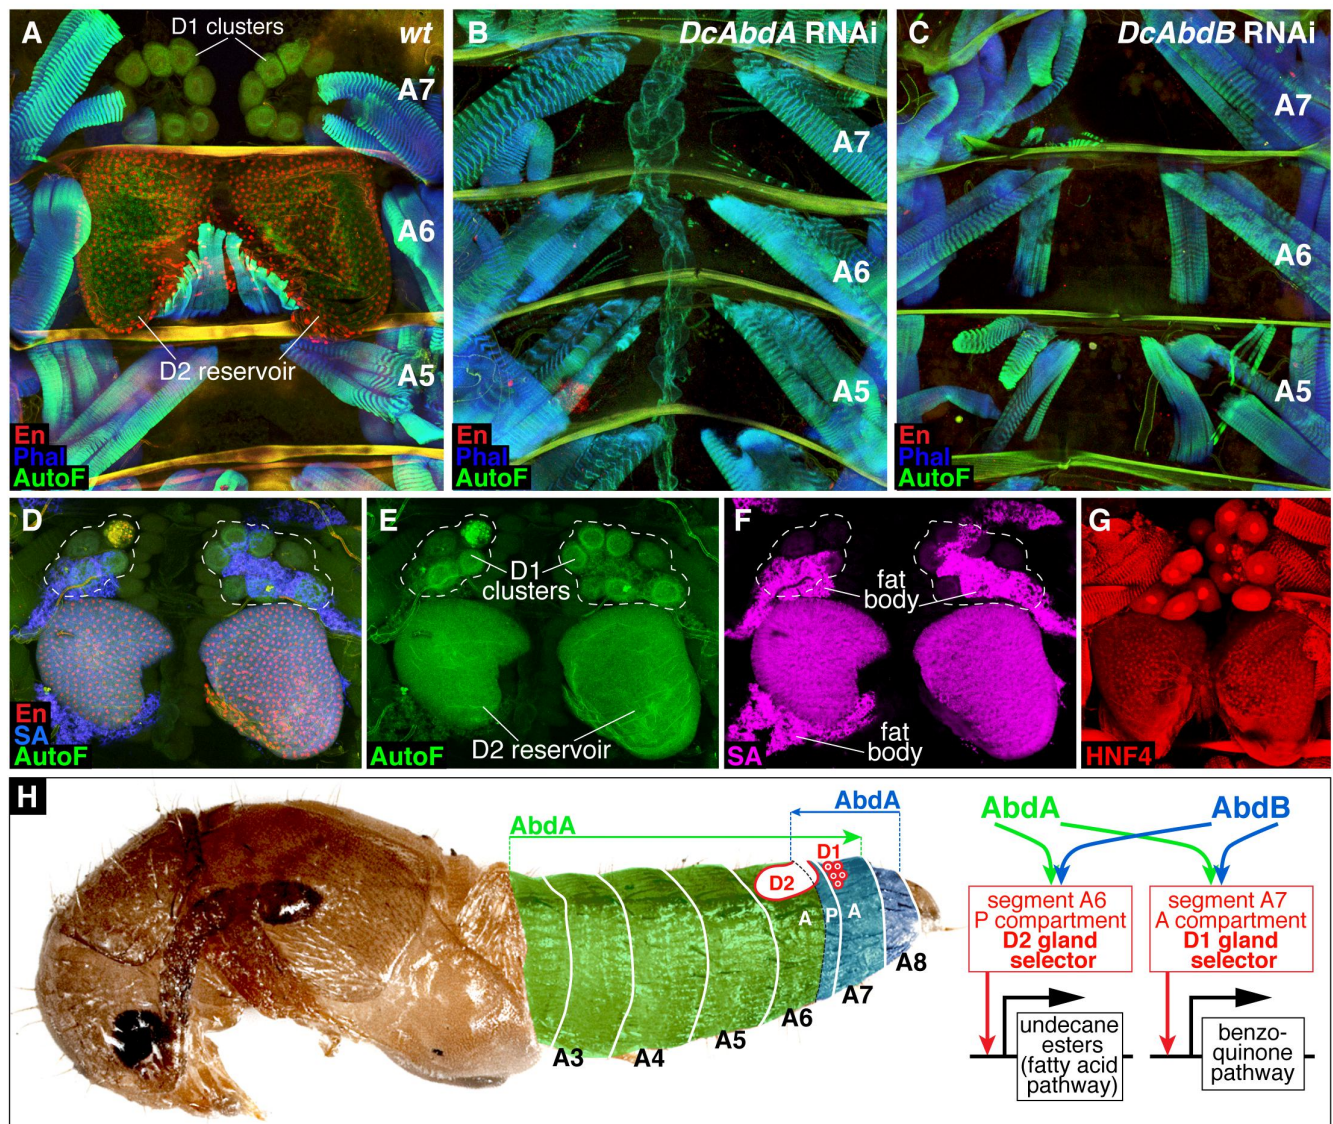 A
D1 clusters
wt
A7
A6
D2 reservoir
A5
En
Phal
AutoF
B
DcAbdA RNAi
A7
A6
A5
En
Phal
AutoF
C
DcAbdB RNAi
A7
A6
A5
En
Phal
AutoF
D
En
SA
AutoF
E
D1
clusters
D2 reservoir
AutoF
F
fat
body
fat
body
SA
G
HNF4
H
AbdA
AbdA
D1
D2
A
P
A
A3
A4
A5
A6
A7
A8
AbdA
AbdB
segment A6
P compartment
D2 gland
selector
segment A7
A compartment
D1 gland
selector
undecane
esters
(fatty acid
pathway)
benzo-
quinone
pathway